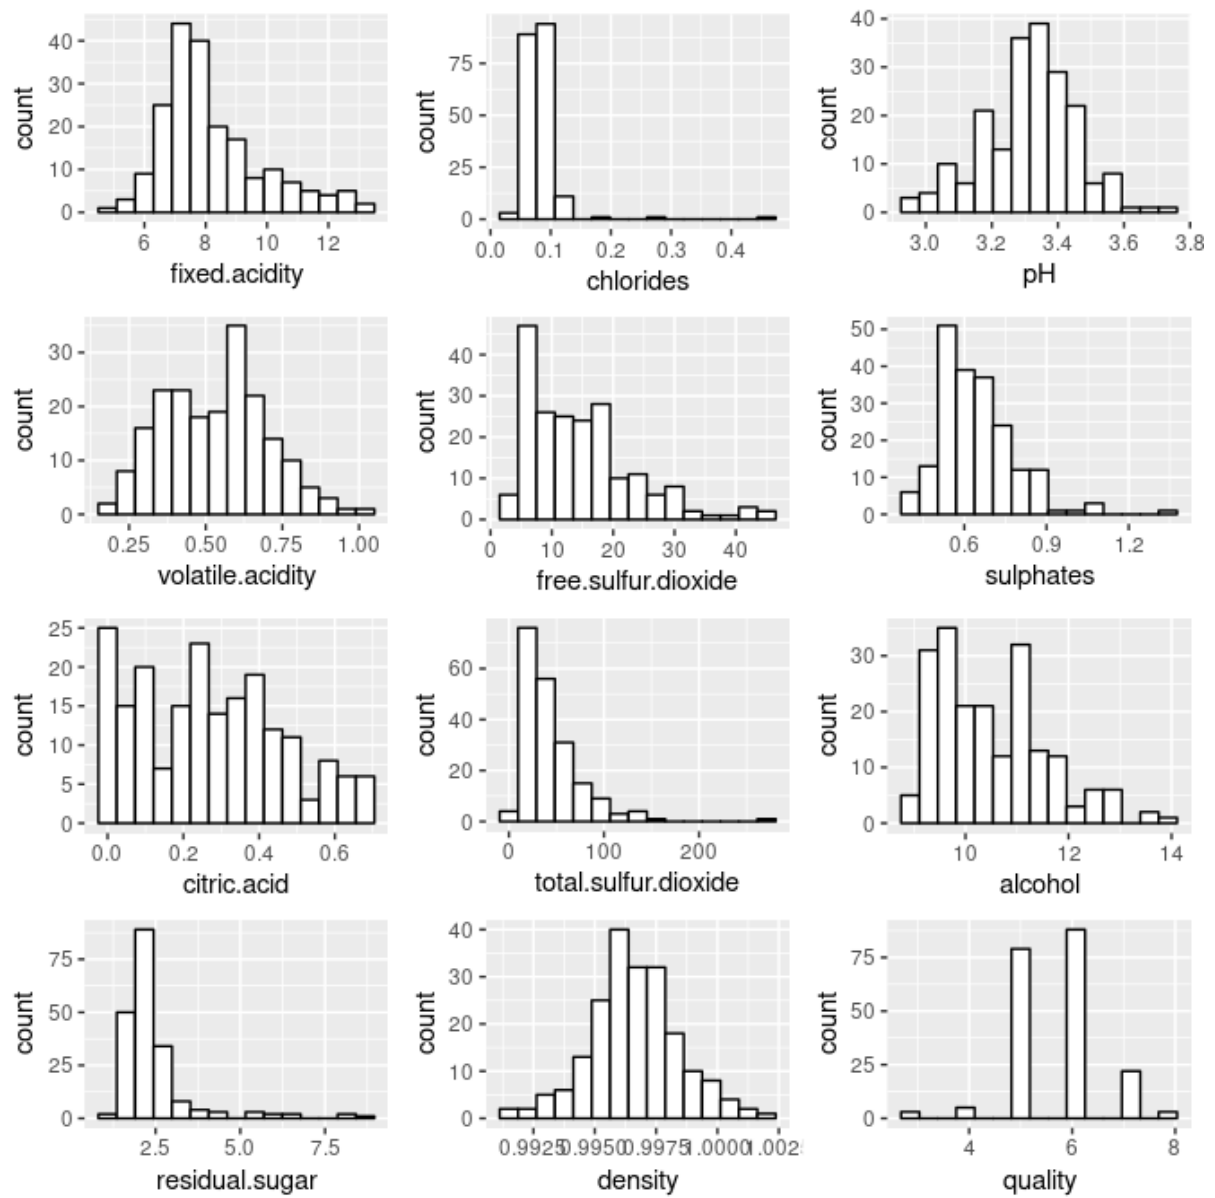 count
40
30
20
10
0
6 8 10 12
fixed.acidity
count
75
50
25
0
0.0 0.1 0.2 0.3 0.4
chlorides
count
40
30
20
10
0
3.0 3.2 3.4 3.6 3.8
pH
count
30
20
10
0
0.25 0.50 0.75 1.00
volatile.acidity
count
40
30
20
10
0
0 10 20 30 40
free.sulfur.dioxide
count
50
40
30
20
10
0
0.6 0.9 1.2
sulphates
count
25
20
15
10
5
0
0.0 0.2 0.4 0.6
citric.acid
count
60
40
20
0
0 100 200
total.sulfur.dioxide
count
30
20
10
0
10 12 14
alcohol
count
75
50
25
0
2.5 5.0 7.5
residual.sugar
count
40
30
20
10
0
0.9925 0.9950 0.9975 1.0000 1.002
density
count
75
50
25
0
4 6 8
quality